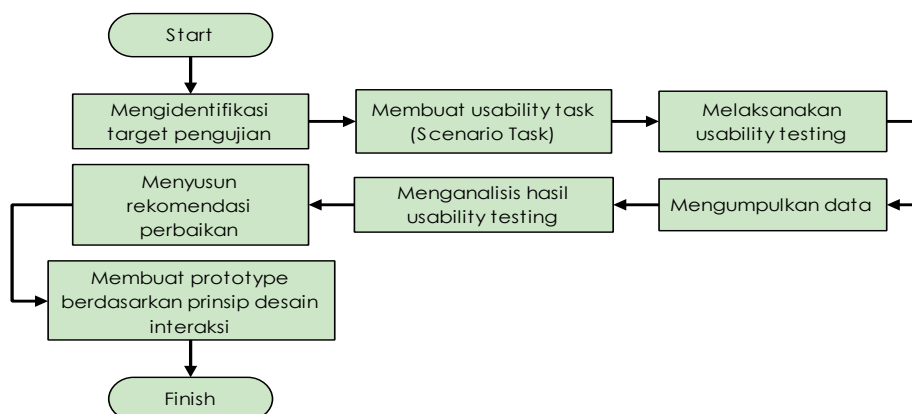 Start
Mengidentifikasi
target pengujian
Membuat usability task
(Scenario Task)
Melaksanakan
usability testing
Mengumpulkan data
Menganalisis hasil
usability testing
Menyusun
rekomendasi
perbaikan
Membuat prototype
berdasarkan prinsip desain
interaksi
Finish